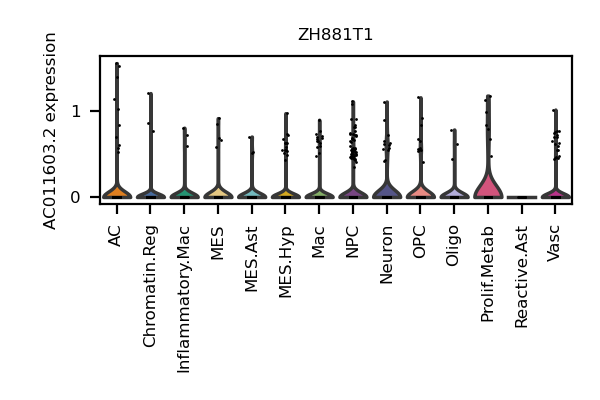 ZH881T1
AC011603.2 expression
1
0
AC
Chromatin.Reg
Inflammatory.Mac
MES
MES.Ast
MES.Hyp
Mac
NPC
Neuron
OPC
Oligo
Prolif.Metab
Reactive.Ast
Vasc